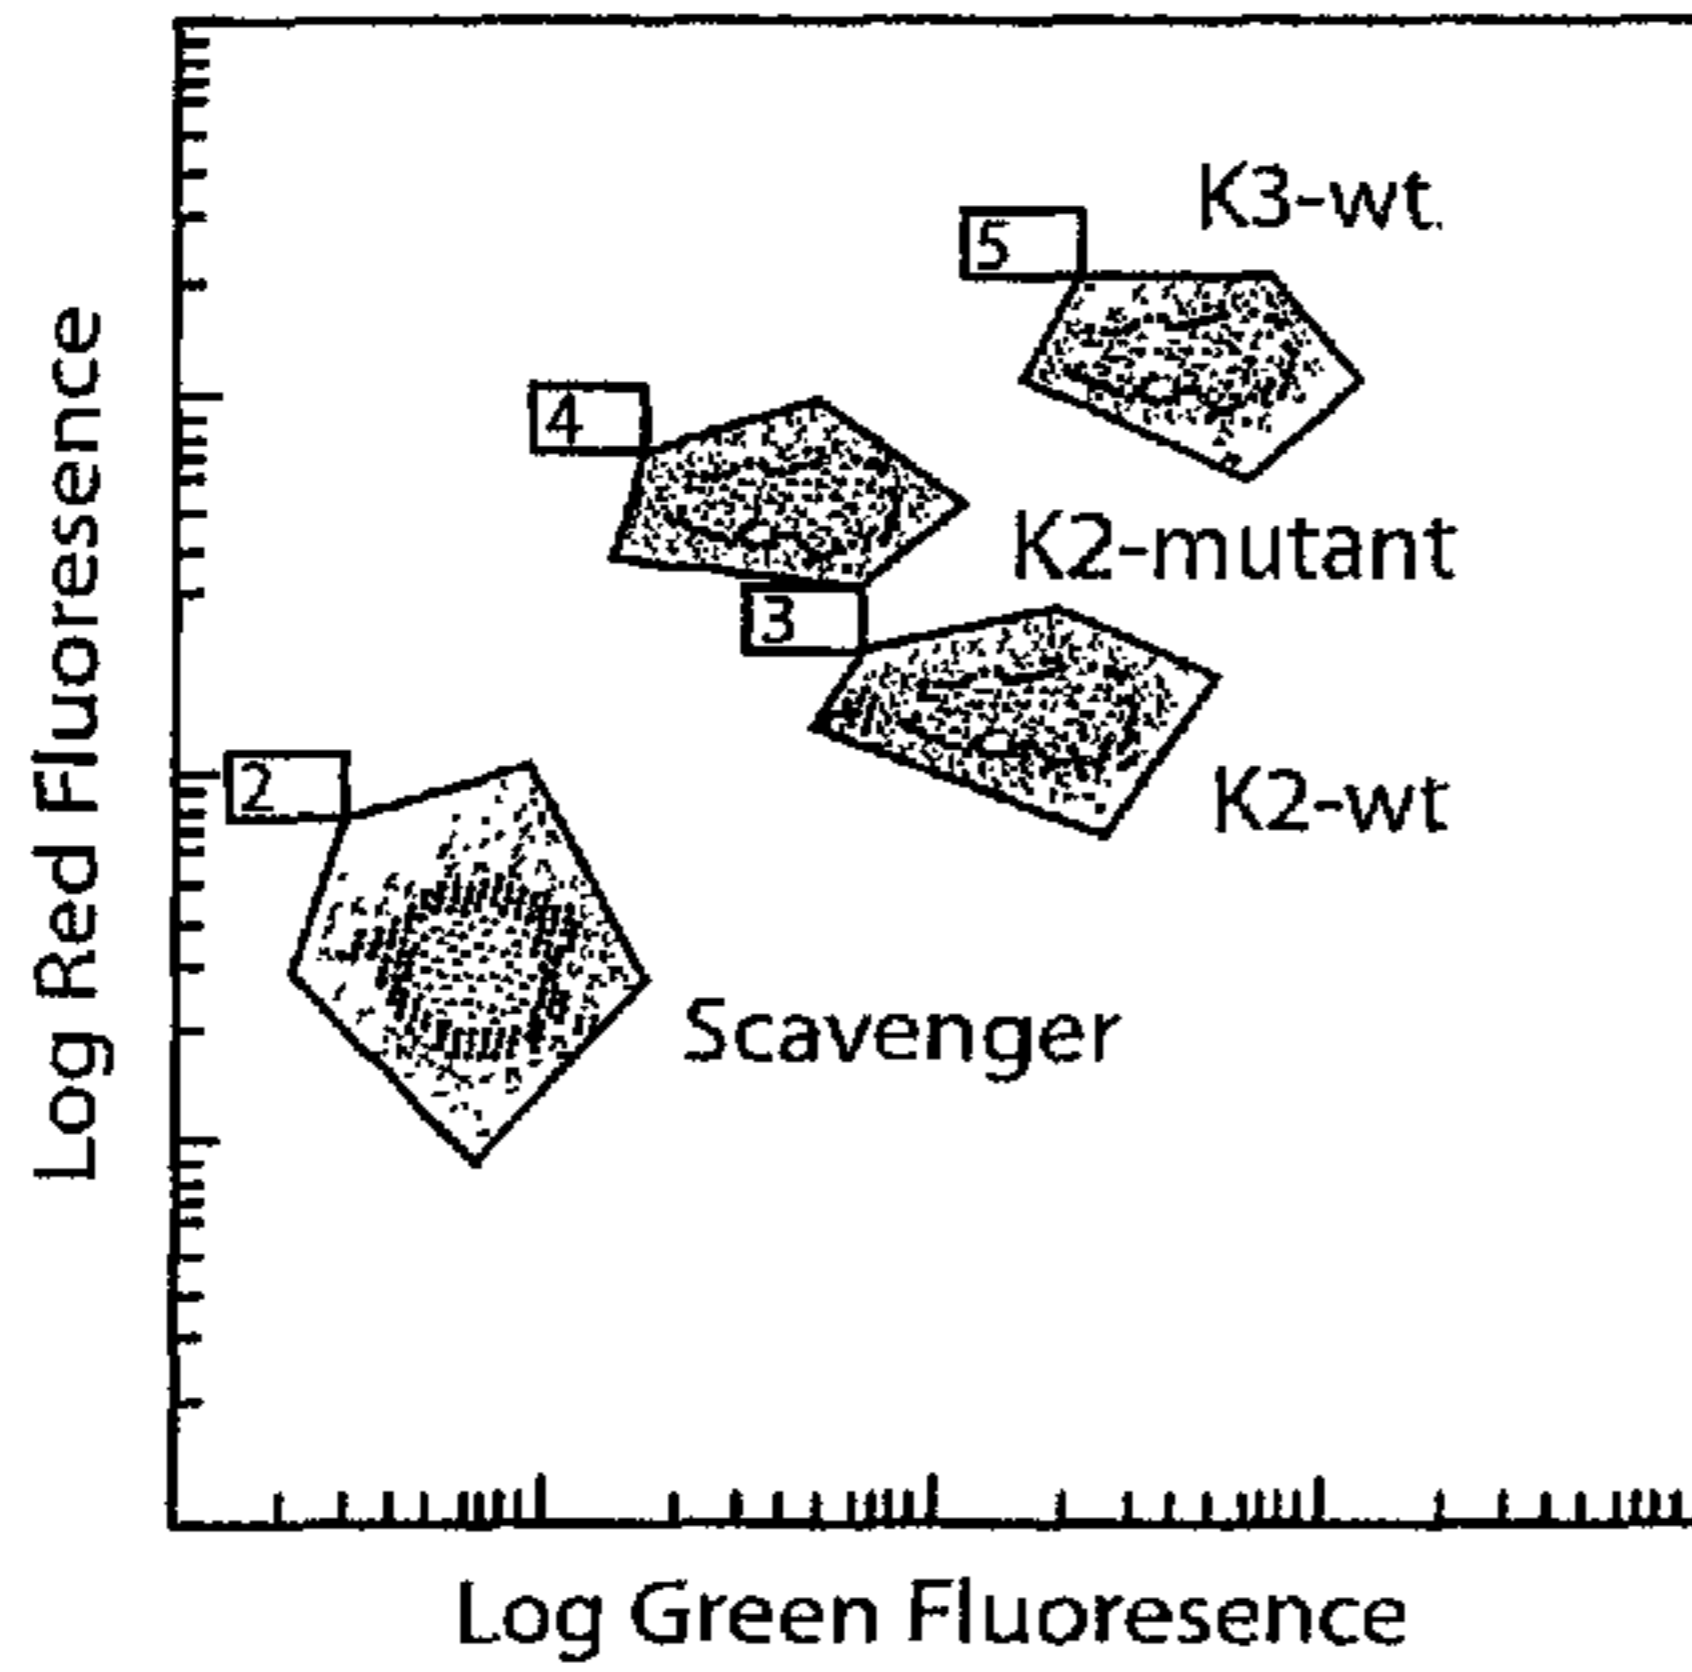 K3-wt.
5
4
K2-mutant
3
2
K2-wt
Scavenger
Log Red Fluoresence
Log Green Fluoresence